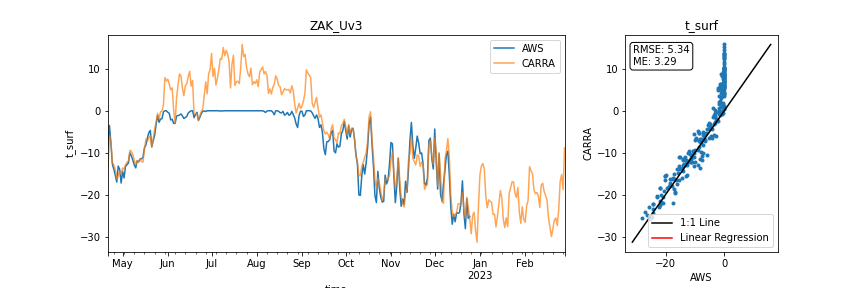 ZAK_Uv3
AWS
CARRA
10
0
−10
−20
−30
t_surf
May
Jun
Jul
Aug
Sep
Oct
Nov
Dec
Jan
2023
Feb
time
t_surf
RMSE: 5.34
ME: 3.29
10
0
−10
−20
−30
CARRA
1:1 Line
Linear Regression
−20
0
AWS